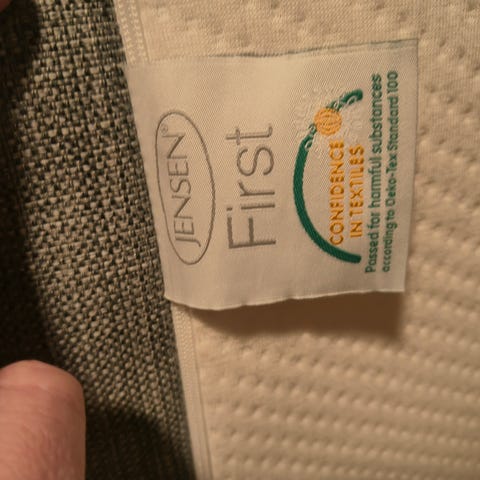 JENSEN®
First
CONFIDENCE
IN TEXTILES
Passed for harmful substances
according to Oeko-Tex Standard 100